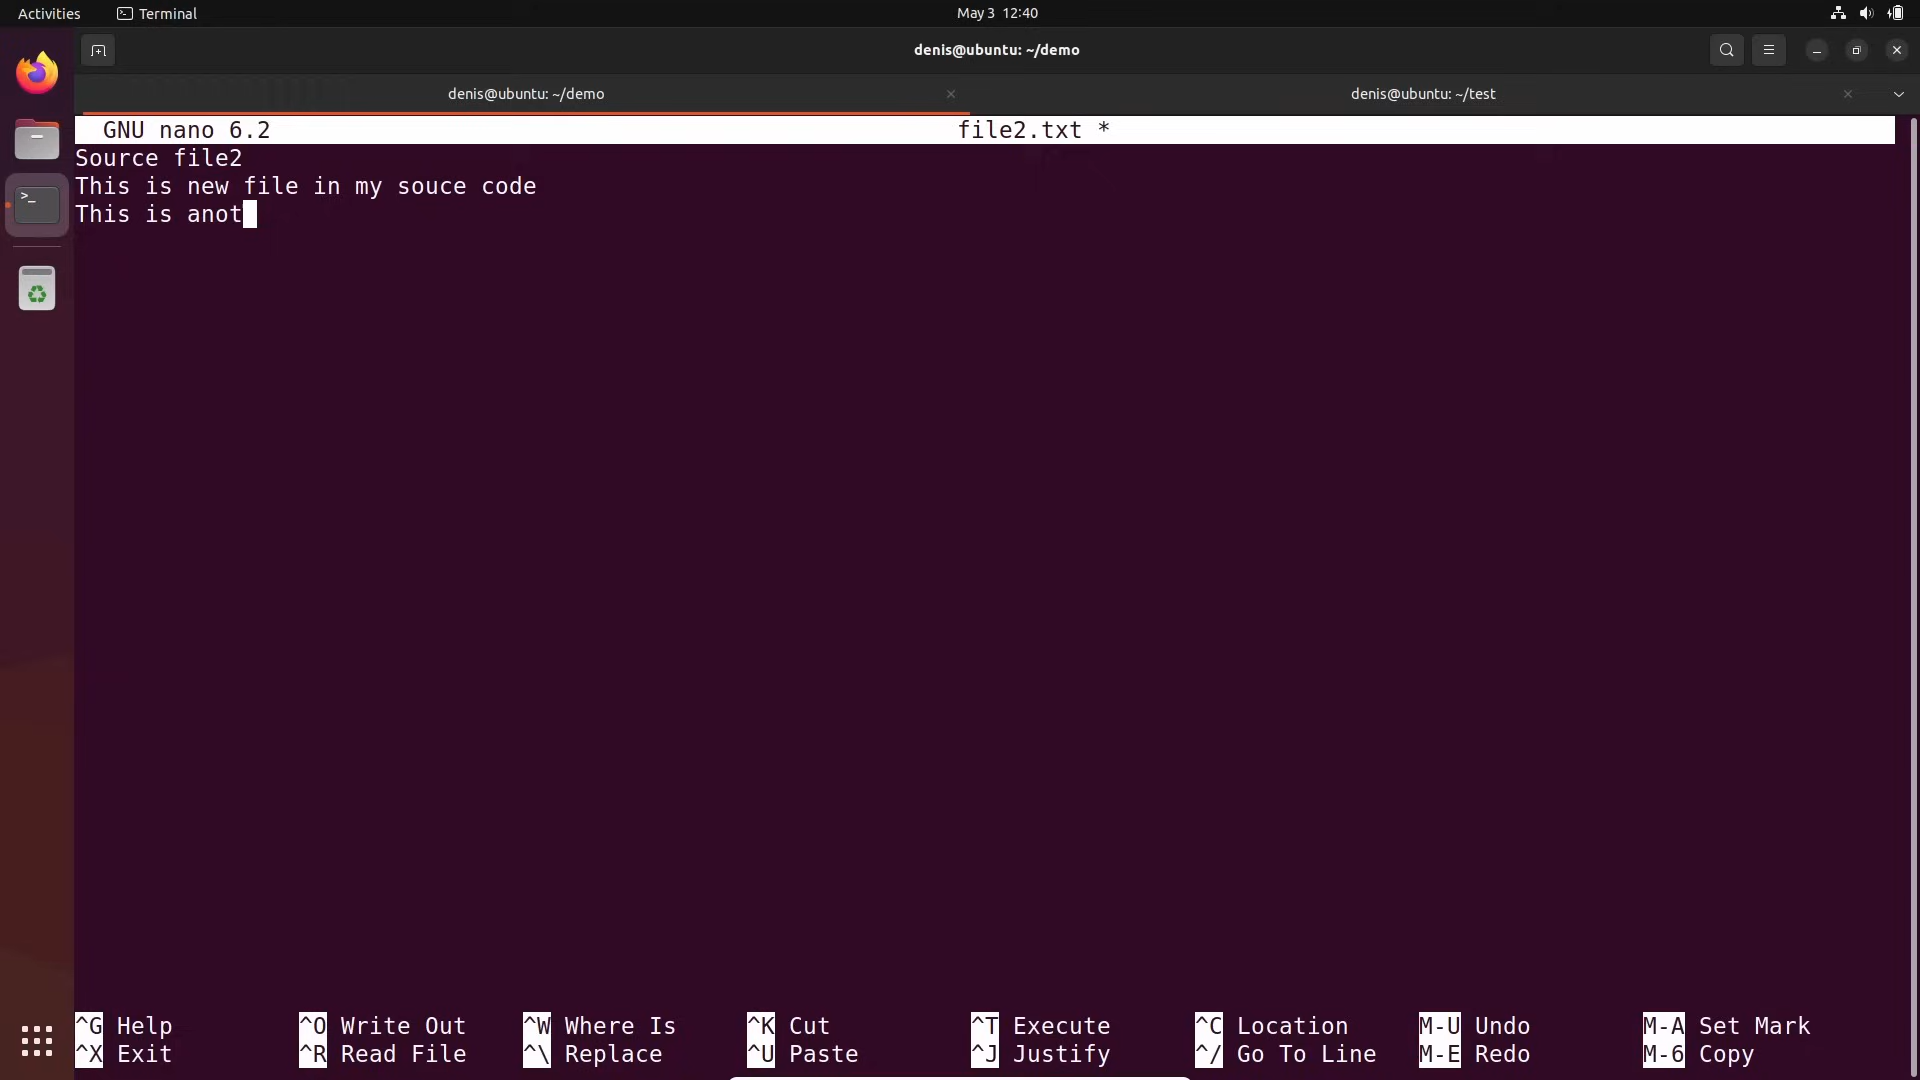 Activities Terminal May 3 12:40
denis@ubuntu: ~/demo
denis@ubuntu: ~/demo denis@ubuntu: ~/test
GNU nano 6.2 file2.txt *
Source file2
This is new file in my souce code
This is anot
^G Help ^O Write Out ^W Where Is ^K Cut ^T Execute ^C Location M-U Undo M-A Set Mark
^X Exit ^R Read File ^\ Replace ^U Paste ^J Justify ^/ Go To Line M-E Redo M-6 Copy